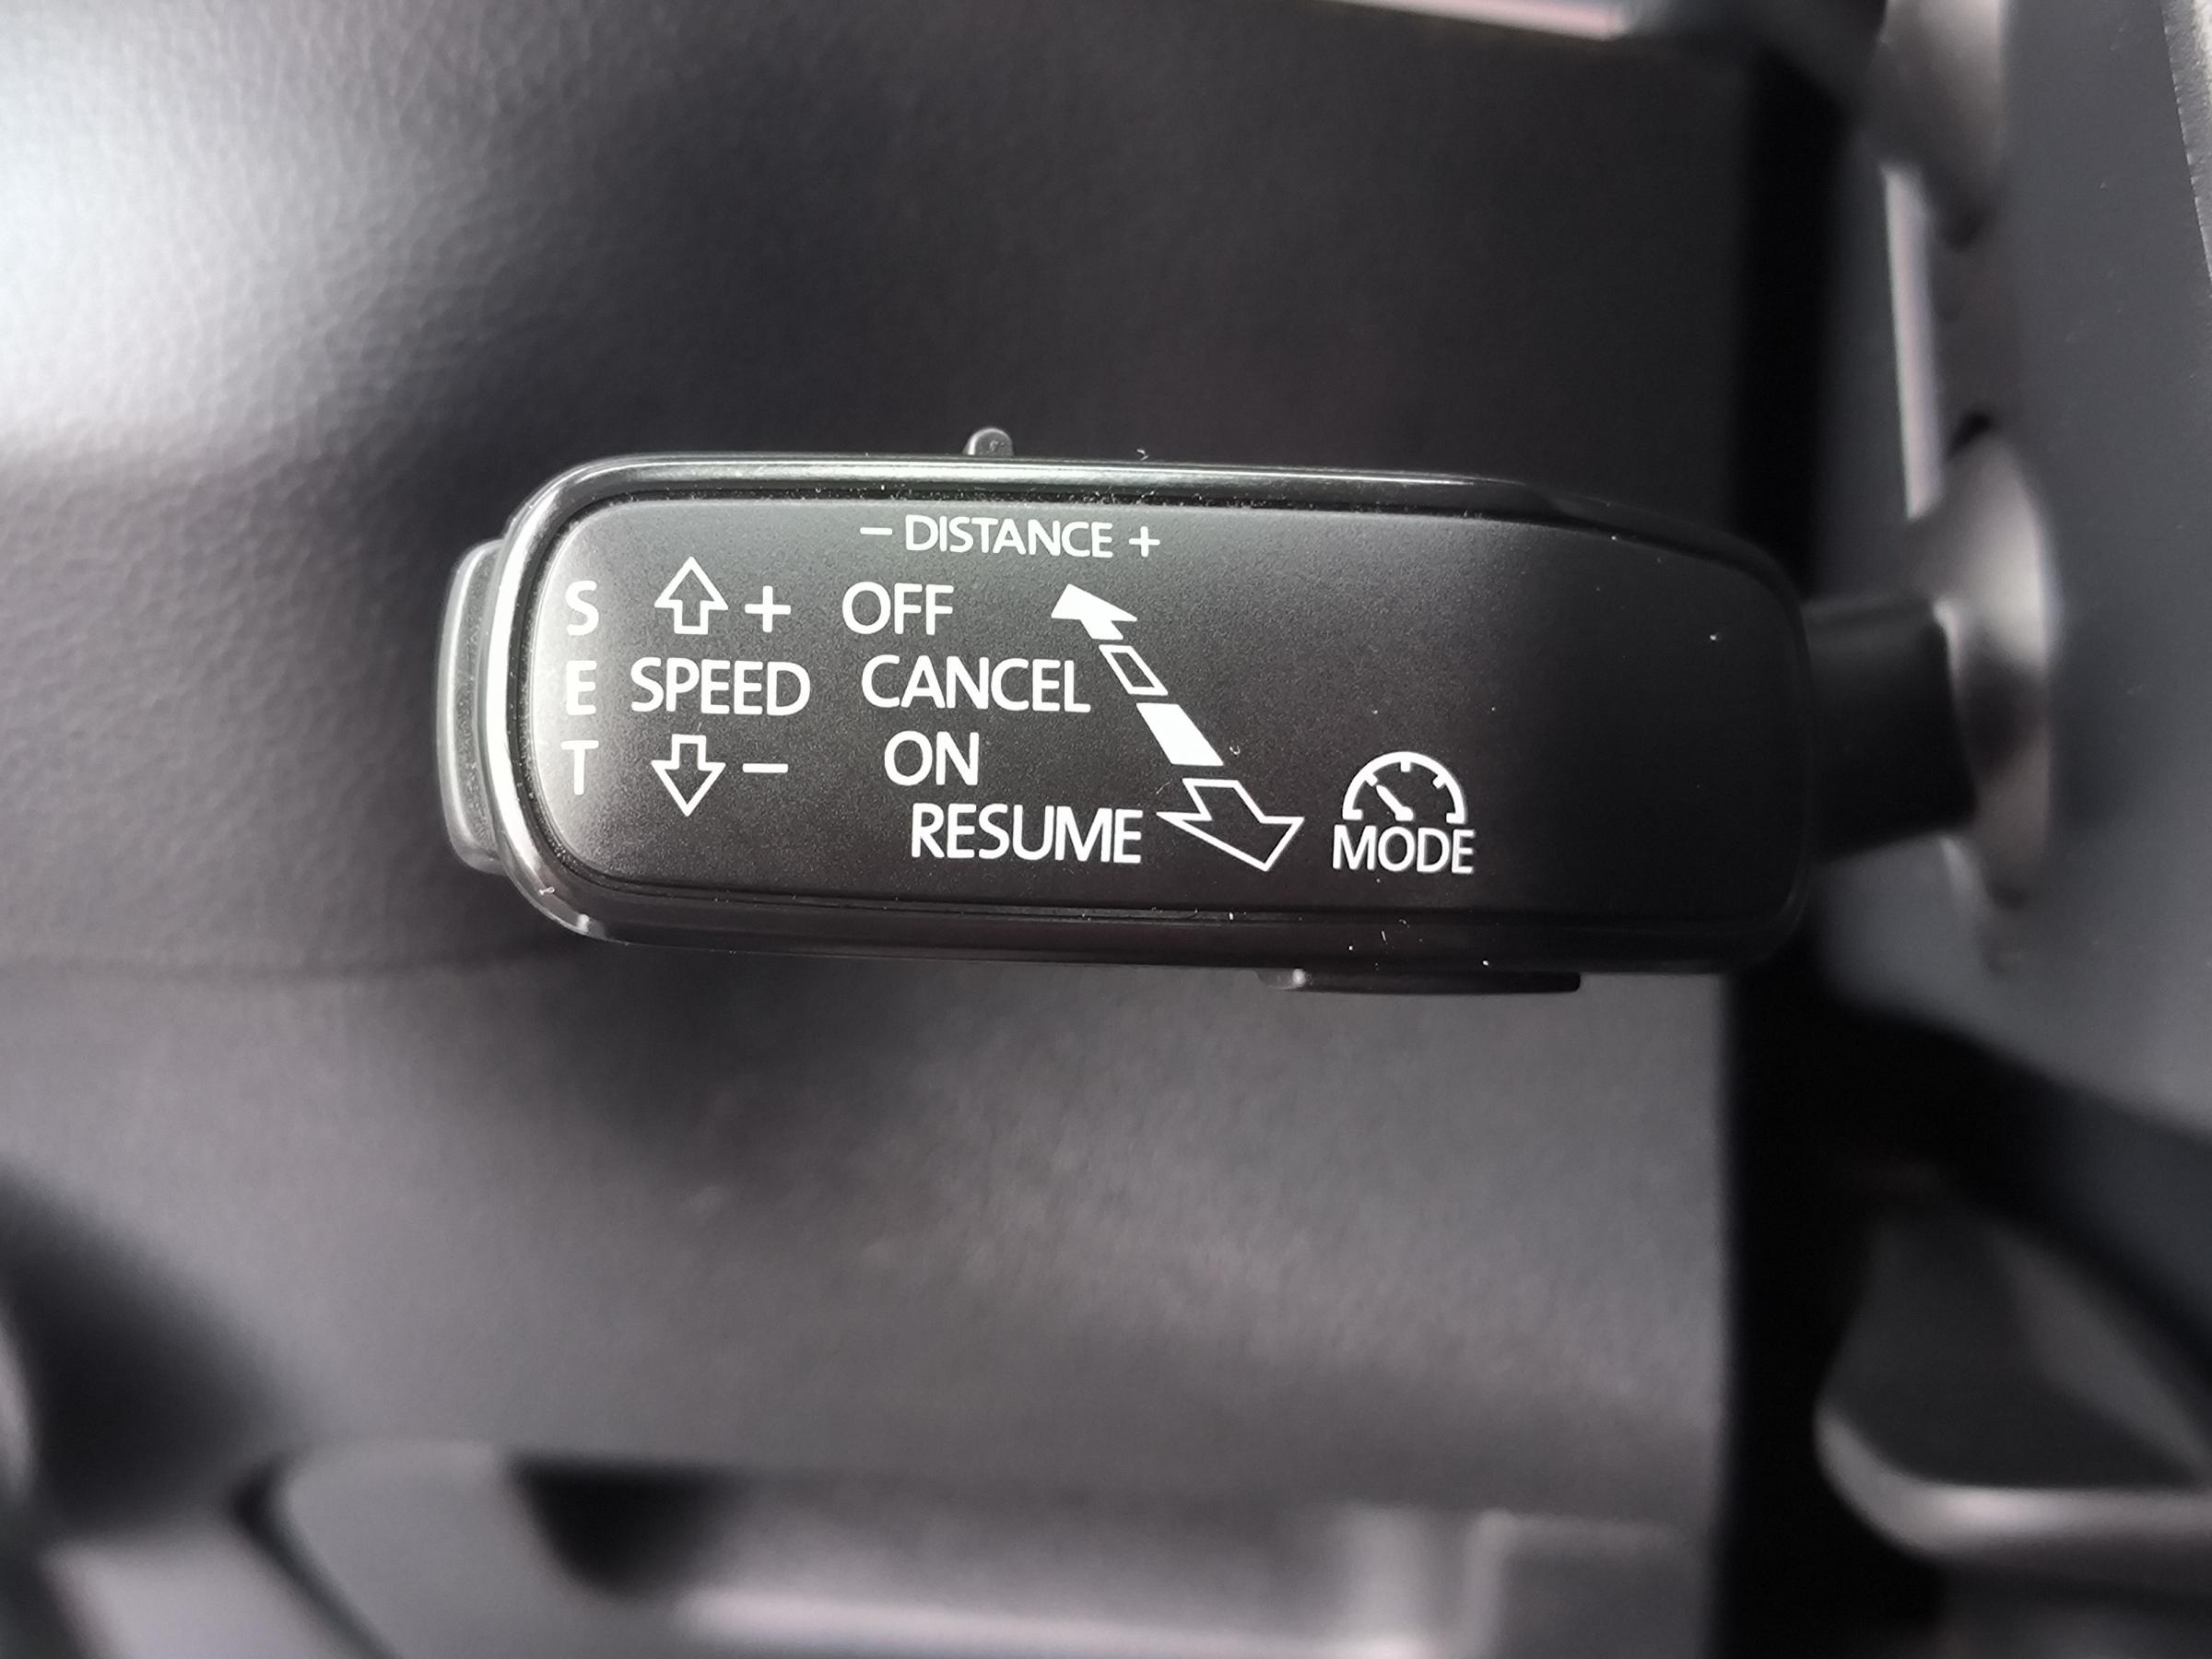 – DISTANCE +
S + OFF
E SPEED CANCEL
T – ON
RESUME MODE